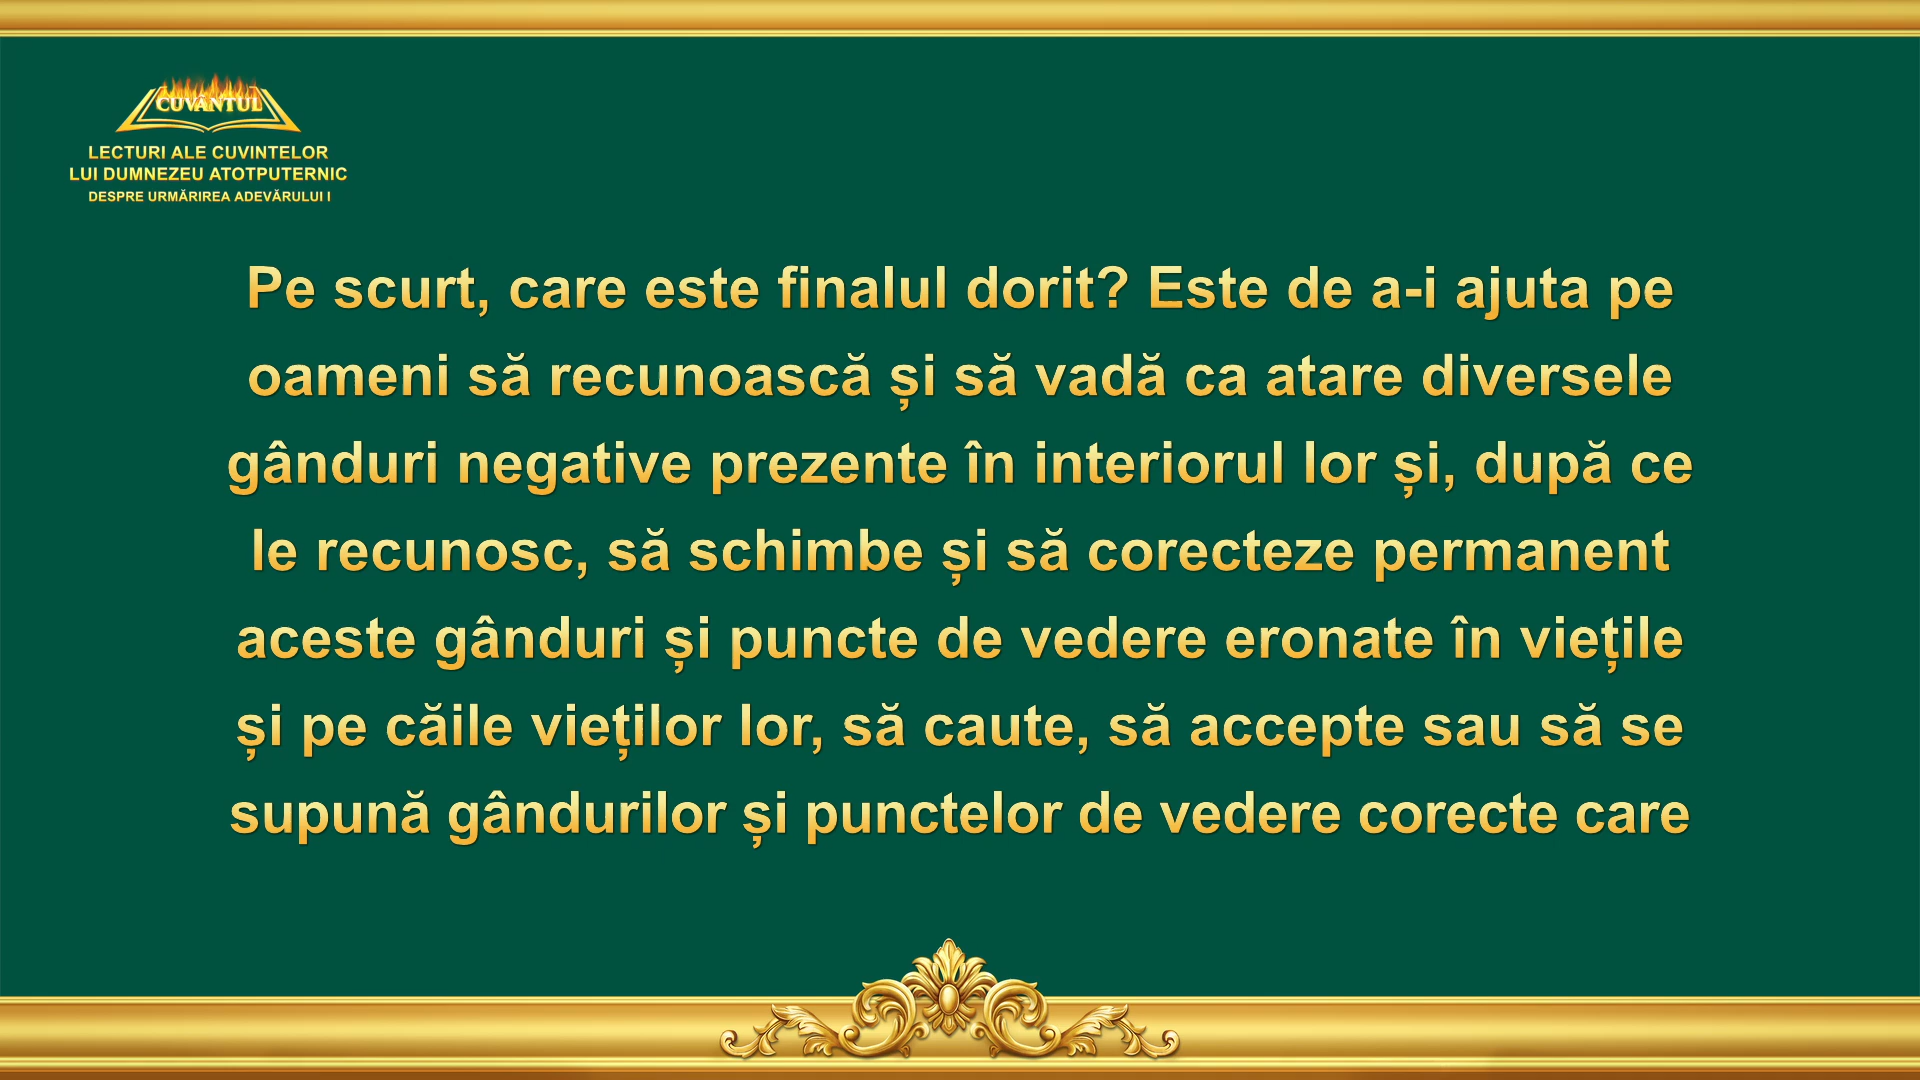 CUVÂNTUL
LECTURI ALE CUVINTELOR
LUI DUMNEZEU ATOTPUTERNIC
DESPRE URMĂRIREA ADEVĂRULUI I
Pe scurt, care este finalul dorit? Este de a-i ajuta pe
oameni să recunoască și să vadă ca atare diversele
gânduri negative prezente în interiorul lor și, după ce
le recunosc, să schimbe și să corecteze permanent
aceste gânduri și puncte de vedere eronate în viețile
și pe căile vieților lor, să caute, să accepte sau să se
supună gândurilor și punctelor de vedere corecte care